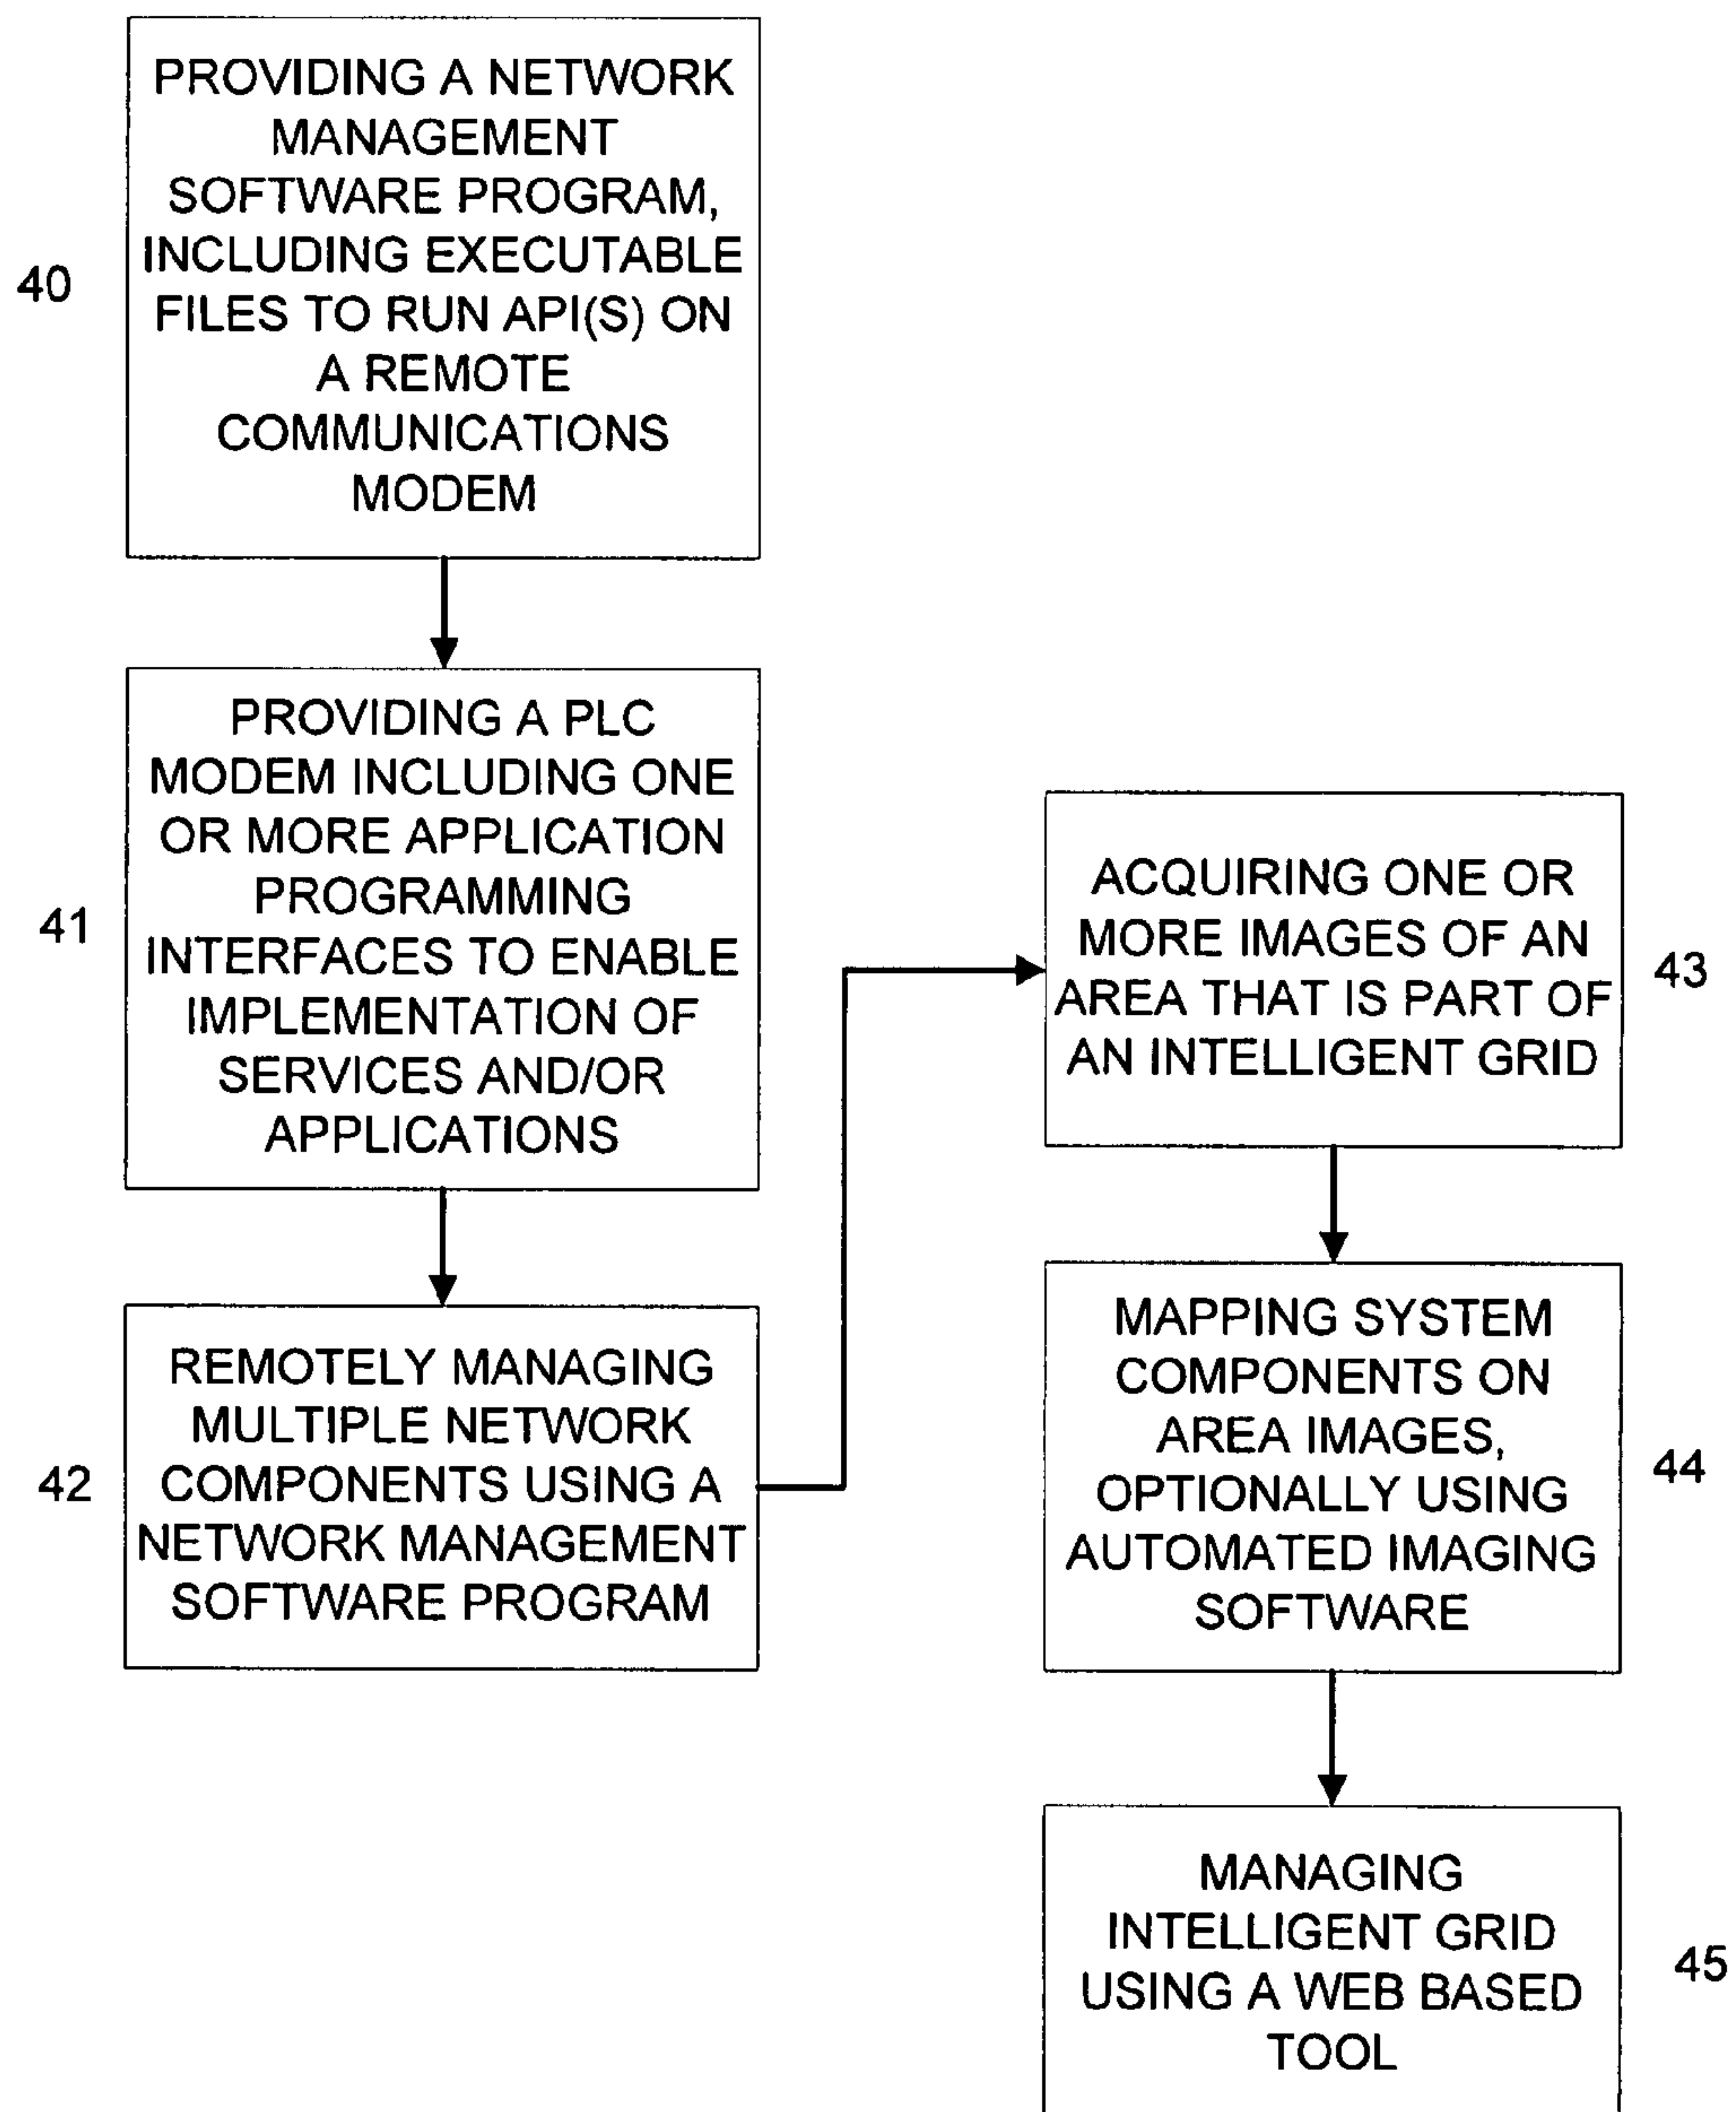 40
PROVIDING A NETWORK
MANAGEMENT
SOFTWARE PROGRAM,
INCLUDING EXECUTABLE
FILES TO RUN API(S) ON
A REMOTE
COMMUNICATIONS
MODEM
41
PROVIDING A PLC
MODEM INCLUDING ONE
OR MORE APPLICATION
PROGRAMMING
INTERFACES TO ENABLE
IMPLEMENTATION OF
SERVICES AND/OR
APPLICATIONS
42
REMOTELY MANAGING
MULTIPLE NETWORK
COMPONENTS USING A
NETWORK MANAGEMENT
SOFTWARE PROGRAM
ACQUIRING ONE OR
MORE IMAGES OF AN
AREA THAT IS PART OF
AN INTELLIGENT GRID
43
MAPPING SYSTEM
COMPONENTS ON
AREA IMAGES,
OPTIONALLY USING
AUTOMATED IMAGING
SOFTWARE
44
MANAGING
INTELLIGENT GRID
USING A WEB BASED
TOOL
45